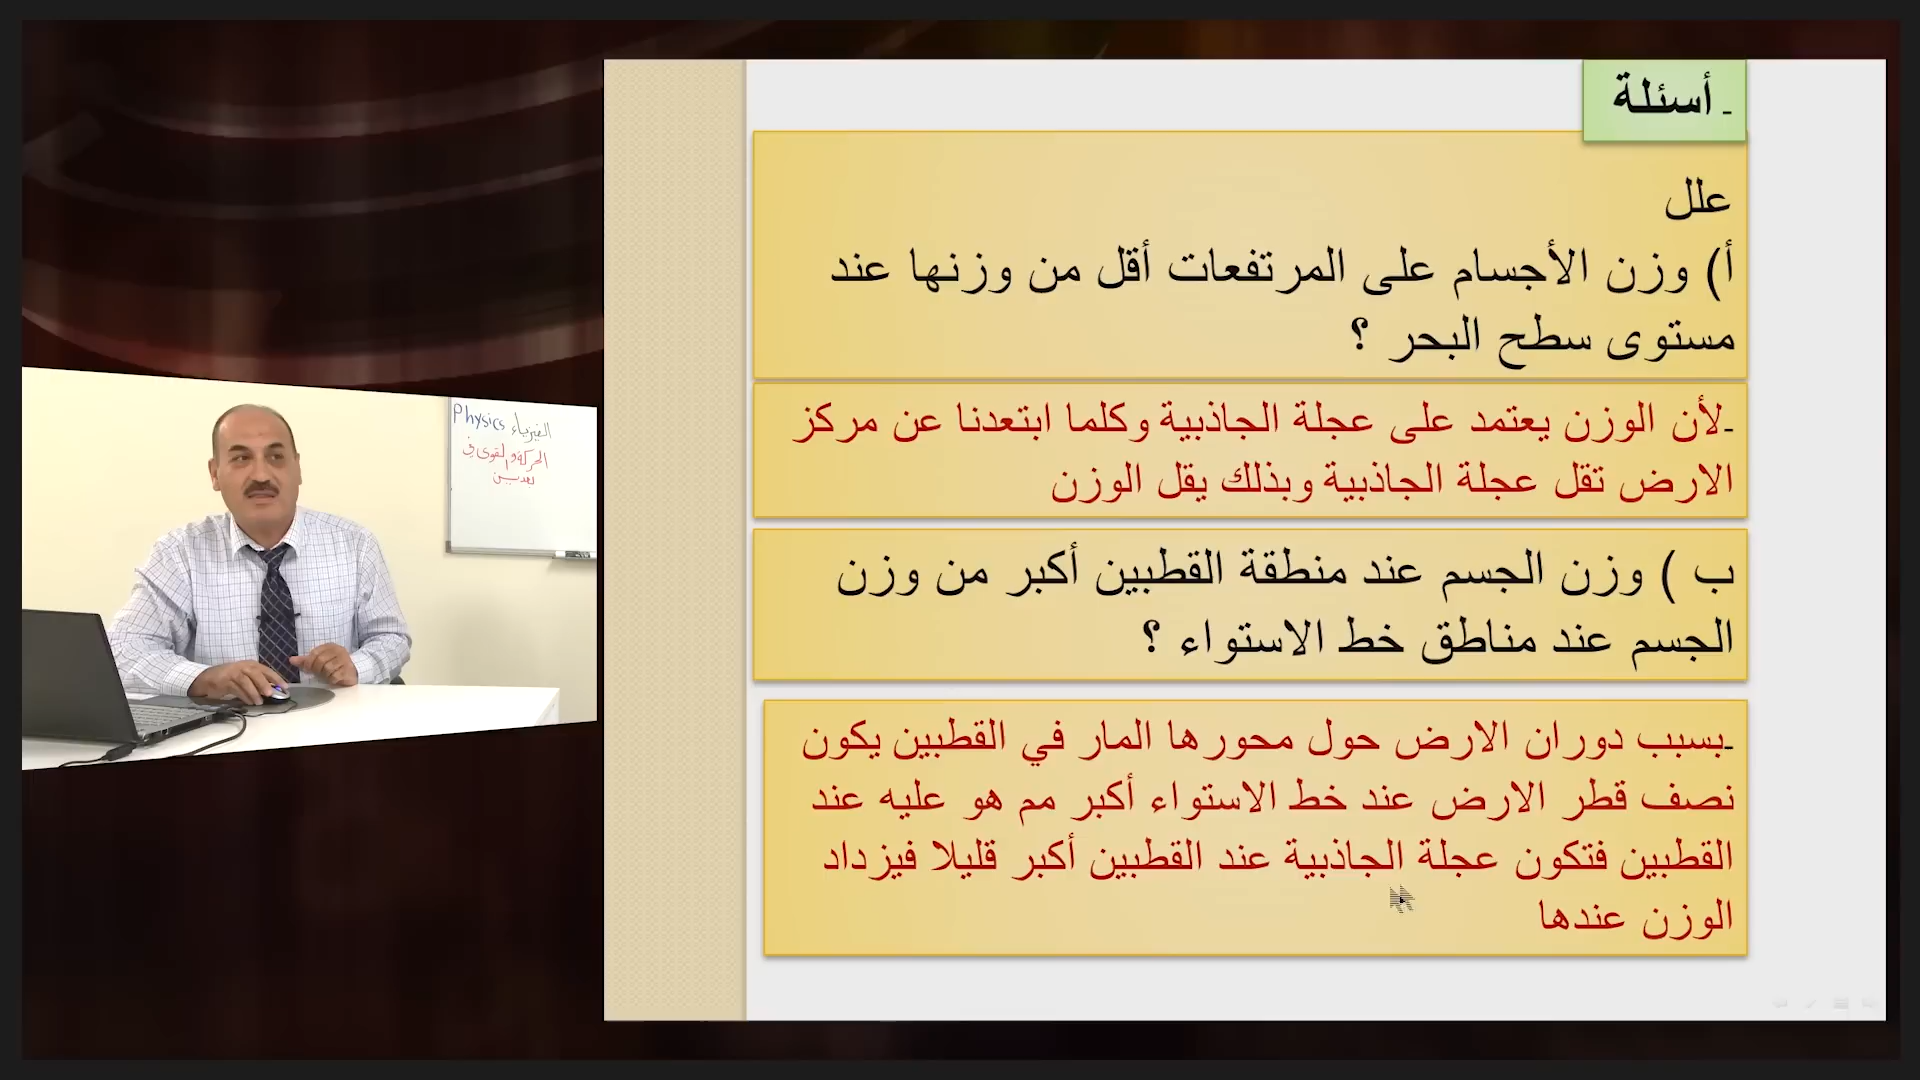 - أسئلة
علل
أ) وزن الأجسام على المرتفعات أقل من وزنها عند
مستوى سطح البحر ؟
-لأن الوزن يعتمد على عجلة الجاذبية وكلما ابتعدنا عن مركز
الارض تقل عجلة الجاذبية وبذلك يقل الوزن
ب ) وزن الجسم عند منطقة القطبين أكبر من وزن
الجسم عند مناطق خط الاستواء ؟
-بسبب دوران الارض حول محورها المار في القطبين يكون
نصف قطر الارض عند خط الاستواء أكبر مم هو عليه عند
القطبين فتكون عجلة الجاذبية عند القطبين أكبر قليلا فيزداد
الوزن عندها
الفيزياء Physics
الحركة والقوى في
بعدين